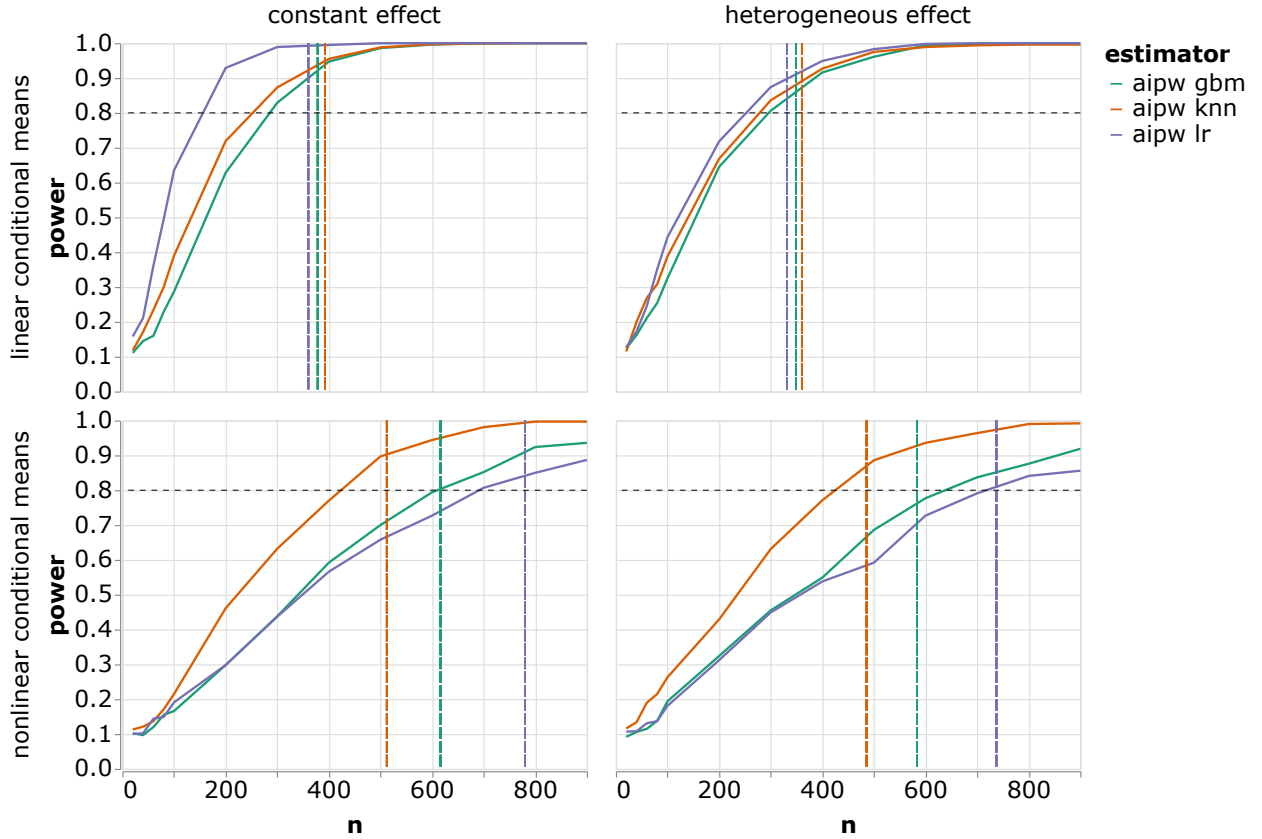 constant effect
heterogeneous effect
estimator
aipw gbm
aipw knn
aipw lr
linear conditional means
power
1.0
0.9
0.8
0.7
0.6
0.5
0.4
0.3
0.2
0.1
0.0
nonlinear conditional means
power
1.0
0.9
0.8
0.7
0.6
0.5
0.4
0.3
0.2
0.1
0.0
0 200 400 600 800
0 200 400 600 800
n
n